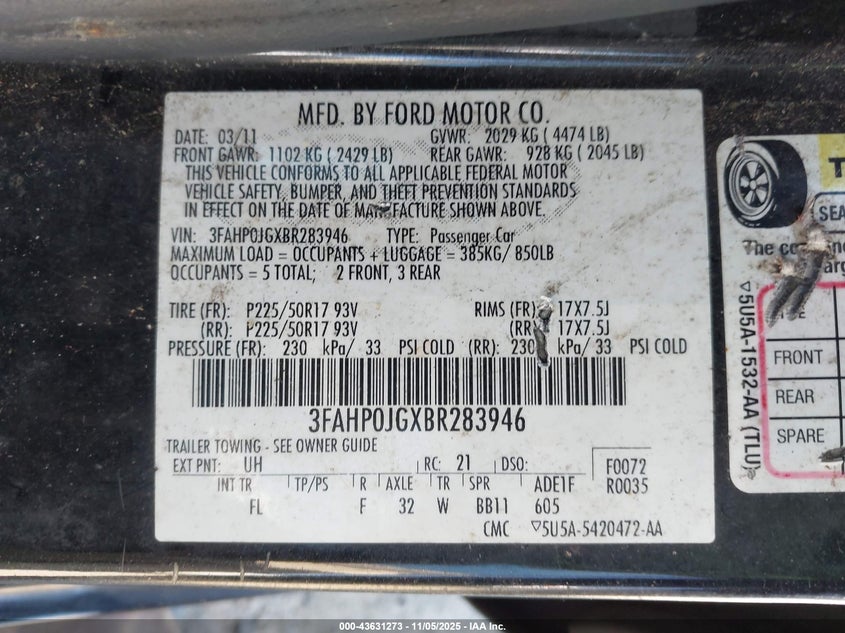 MFD. BY FORD MOTOR CO.
DATE: 03/11 GVWR: 2029 KG ( 4474 LB)
FRONT GAWR: 1102 KG ( 2429 LB) REAR GAWR: 928 KG ( 2045 LB)
THIS VEHICLE CONFORMS TO ALL APPLICABLE FEDERAL MOTOR
VEHICLE SAFETY, BUMPER, AND THEFT PREVENTION STANDARDS
IN EFFECT ON THE DATE OF MANUFACTURE SHOWN ABOVE.
VIN: 3FAHP0JGXBR283946 TYPE: Passenger Car
MAXIMUM LOAD = OCCUPANTS + LUGGAGE = 385KG/ 850LB
OCCUPANTS = 5 TOTAL; 2 FRONT, 3 REAR
TIRE (FR): P225/50R17 93V RIMS (FR): 17X7.5J
(RR): P225/50R17 93V (RR): 17X7.5J
PRESSURE (FR): 230 kPa/ 33 PSI COLD (RR): 230 kPa/ 33 PSI COLD
3FAHP0JGXBR283946
TRAILER TOWING - SEE OWNER GUIDE
EXT PNT: UH RC: 21 DSO: F0072
INT TR TP/PS R AXLE TR SPR ADE1F R0035
FL F 32 W BB11 605
CMC ▽5U5A-5420472-AA
SEA
The
▽5U5A-1532-AA (TLU)
FRONT
REAR
SPARE
000-43631273 - 11/05/2025 - IAA Inc.